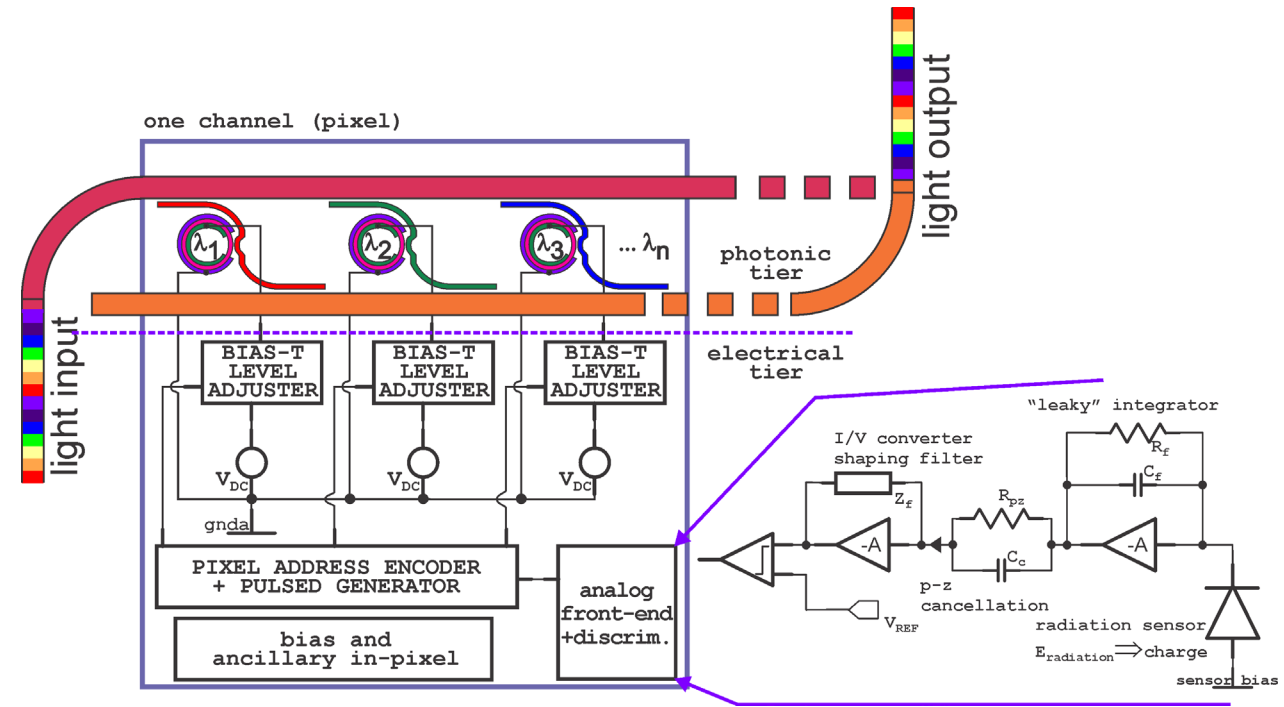 one channel (pixel)
light output
light input
λ1
λ2
λ3
... λn
photonic
tier
electrical
tier
BIAS-T
LEVEL
ADJUSTER
BIAS-T
LEVEL
ADJUSTER
BIAS-T
LEVEL
ADJUSTER
VDC
VDC
VDC
gnda
PIXEL ADDRESS ENCODER
+ PULSED GENERATOR
bias and
ancillary in-pixel
analog
front-end
+discrim.
“leaky” integrator
Rf
Cf
-A
I/V converter
shaping filter
Zf
-A
Rpz
Cc
p-z
cancellation
VREF
radiation sensor
Eradiation⇒charge
sensor bias